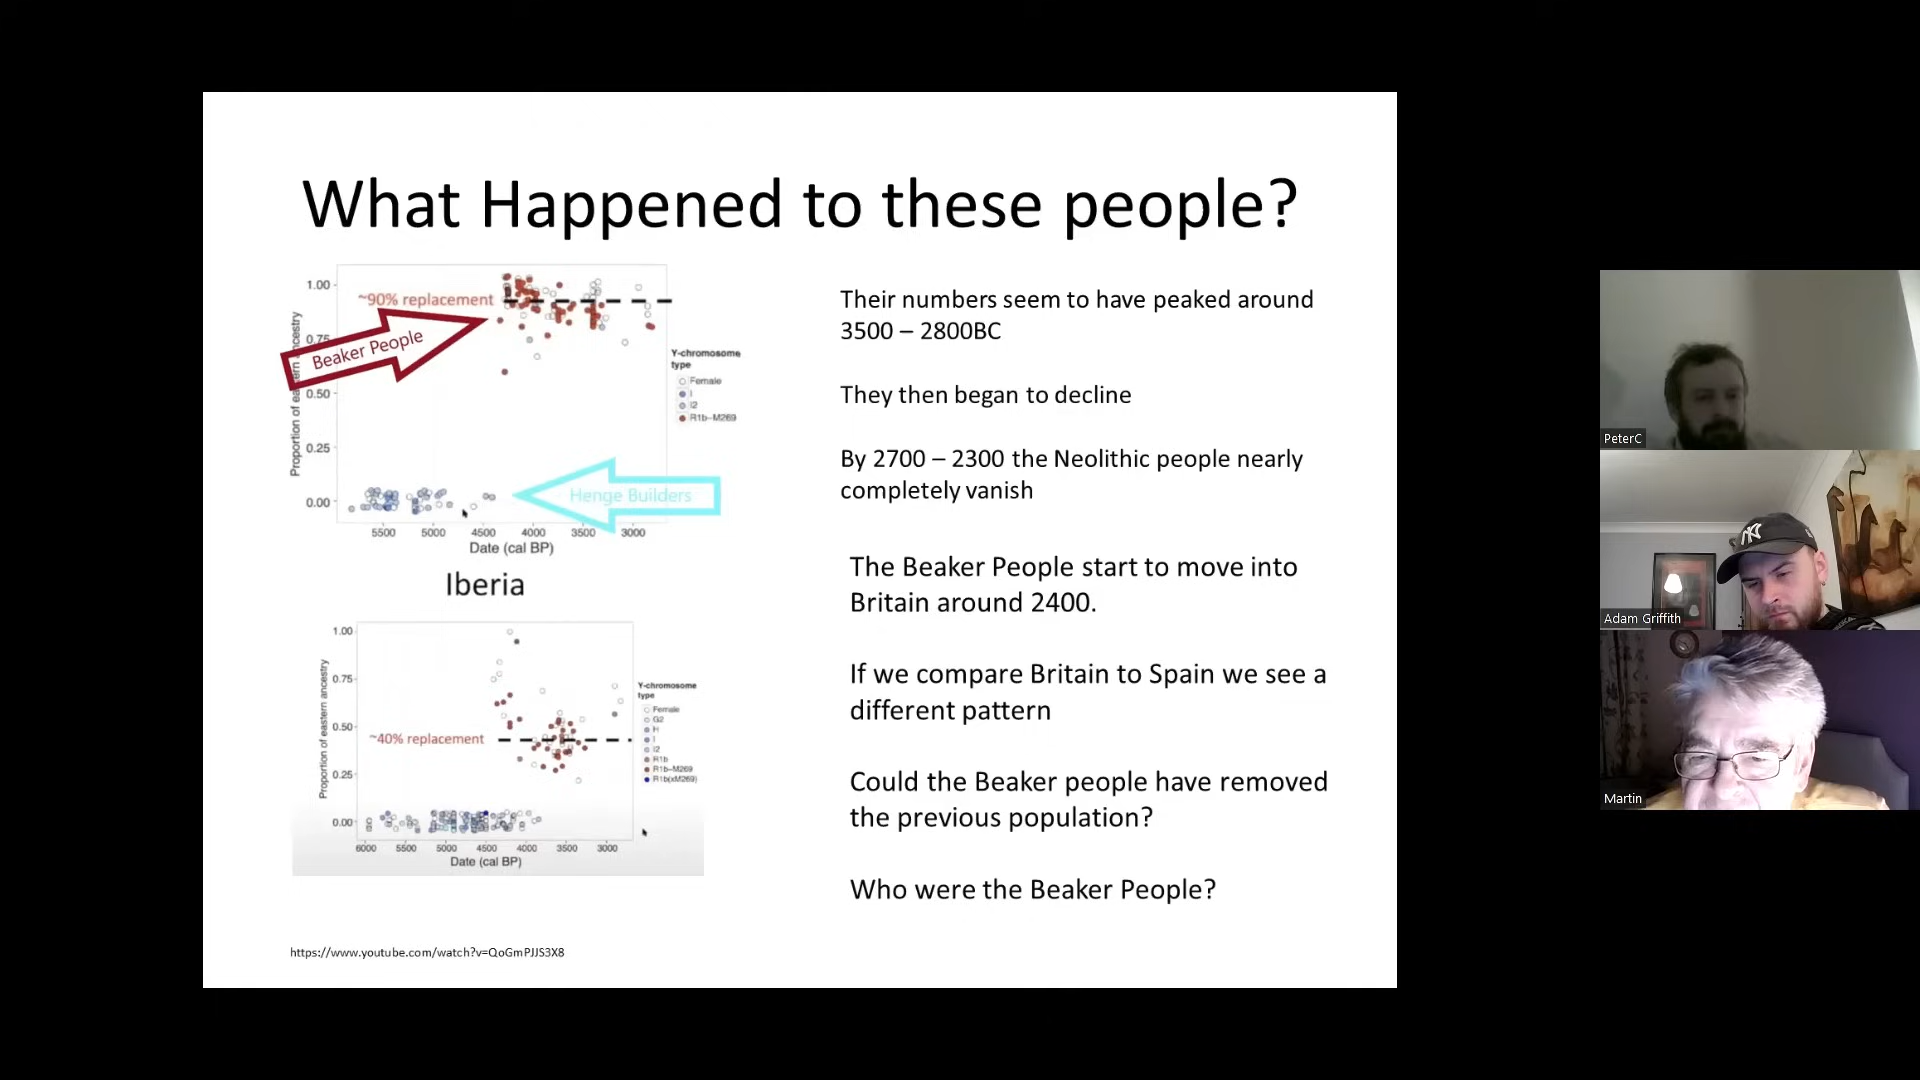 What Happened to these people?
1.00
~90% replacement
Beaker People
0.75
0.50
0.25
0.00
Proportion of eastern ancestry
Henge Builders
5500 5000 4500 4000 3500 3000
Date (cal BP)
Y-chromosome
type
Female
I
I2
R1b-M269
Iberia
1.00
0.75
0.50
~40% replacement
0.25
0.00
Proportion of eastern ancestry
6000 5500 5000 4500 4000 3500 3000
Date (cal BP)
Y-chromosome
type
Female
G2
H
I
I2
R1b
R1b-M269
R1b(xM269)
Their numbers seem to have peaked around
3500 – 2800BC
They then began to decline
By 2700 – 2300 the Neolithic people nearly
completely vanish
The Beaker People start to move into
Britain around 2400.
If we compare Britain to Spain we see a
different pattern
Could the Beaker people have removed
the previous population?
Who were the Beaker People?
https://www.youtube.com/watch?v=QoGmPJJS3X8
PeterC
NY
Adam Griffith
Martin